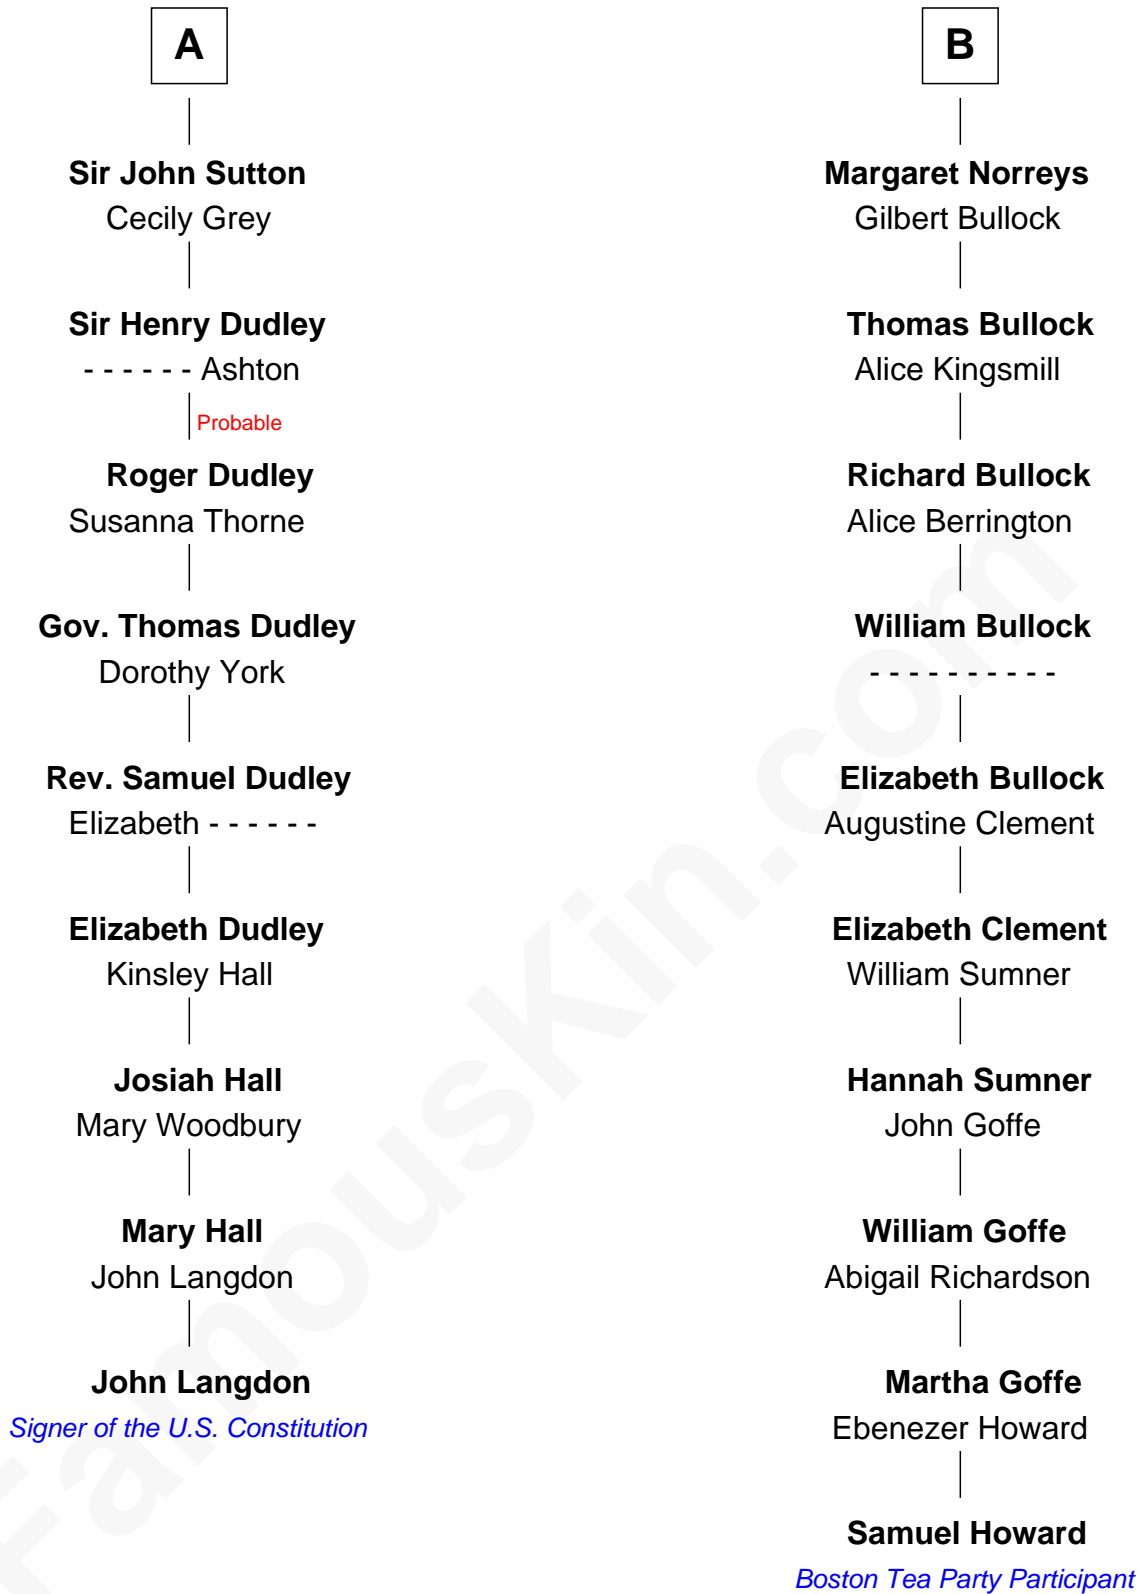 A
Sir John Sutton
Cecily Grey
Sir Henry Dudley
- - - - - - Ashton
Probable
Roger Dudley
Susanna Thorne
Gov. Thomas Dudley
Dorothy York
Rev. Samuel Dudley
Elizabeth - - - - - -
Elizabeth Dudley
Kinsley Hall
Josiah Hall
Mary Woodbury
Mary Hall
John Langdon
John Langdon
Signer of the U.S. Constitution
B
Margaret Norreys
Gilbert Bullock
Thomas Bullock
Alice Kingsmill
Richard Bullock
Alice Berrington
William Bullock
- - - - - - - - - -
Elizabeth Bullock
Augustine Clement
Elizabeth Clement
William Sumner
Hannah Sumner
John Goffe
William Goffe
Abigail Richardson
Martha Goffe
Ebenezer Howard
Samuel Howard
Boston Tea Party Participant
FamousKin.com